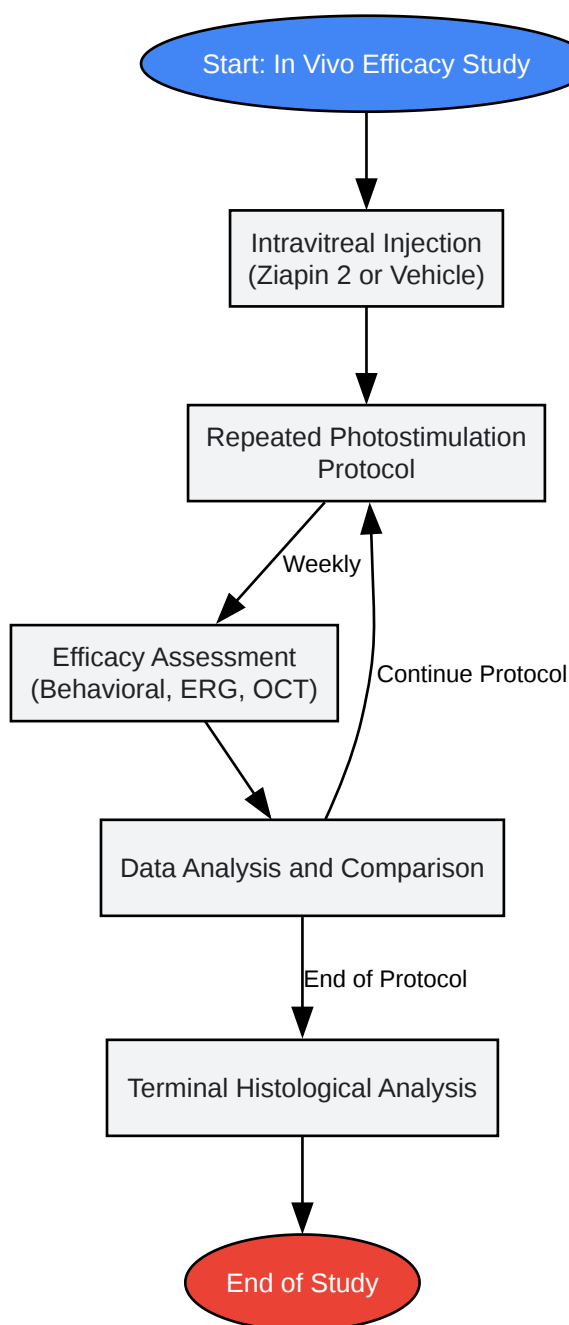 Start: In Vivo Efficacy Study
Intravitreal Injection
(Ziapin 2 or Vehicle)
Repeated Photostimulation
Protocol
Weekly
Efficacy Assessment
(Behavioral, ERG, OCT)
Continue Protocol
Data Analysis and Comparison
End of Protocol
Terminal Histological Analysis
End of Study